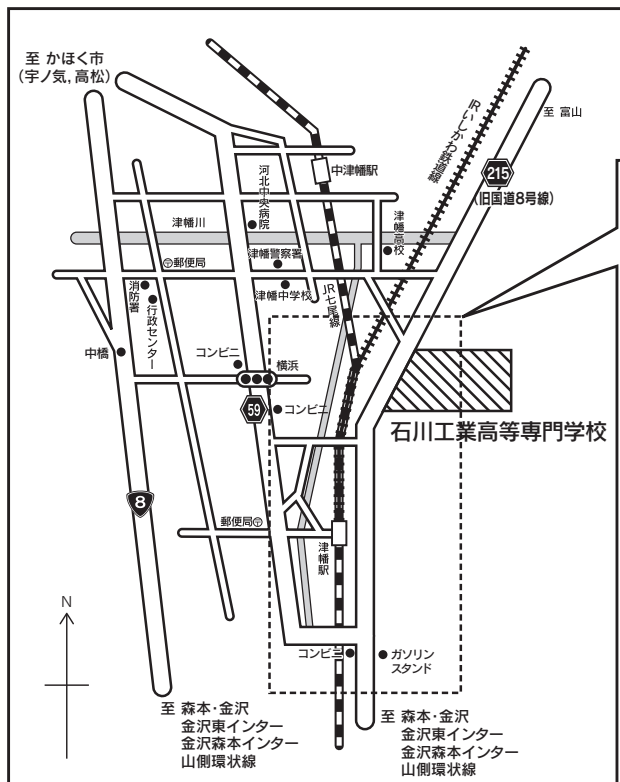 至 かほく市
(宇ノ気,高松)
IRいしかわ鉄道線
至 富山
215
(旧国道8号線)
中津幡駅
河北中央病院
津幡川
津幡高校
〶郵便局
津幡警察署
津幡中学校
JR七尾線
消防署
行政センター
コンビニ
中橋
横浜
59
コンビニ
石川工業高等専門学校
8
郵便局〶
津幡駅
N
コンビニ
ガソリン
スタンド
至 森本・金沢
金沢東インター
金沢森本インター
山側環状線
至 森本・金沢
金沢東インター
金沢森本インター
山側環状線